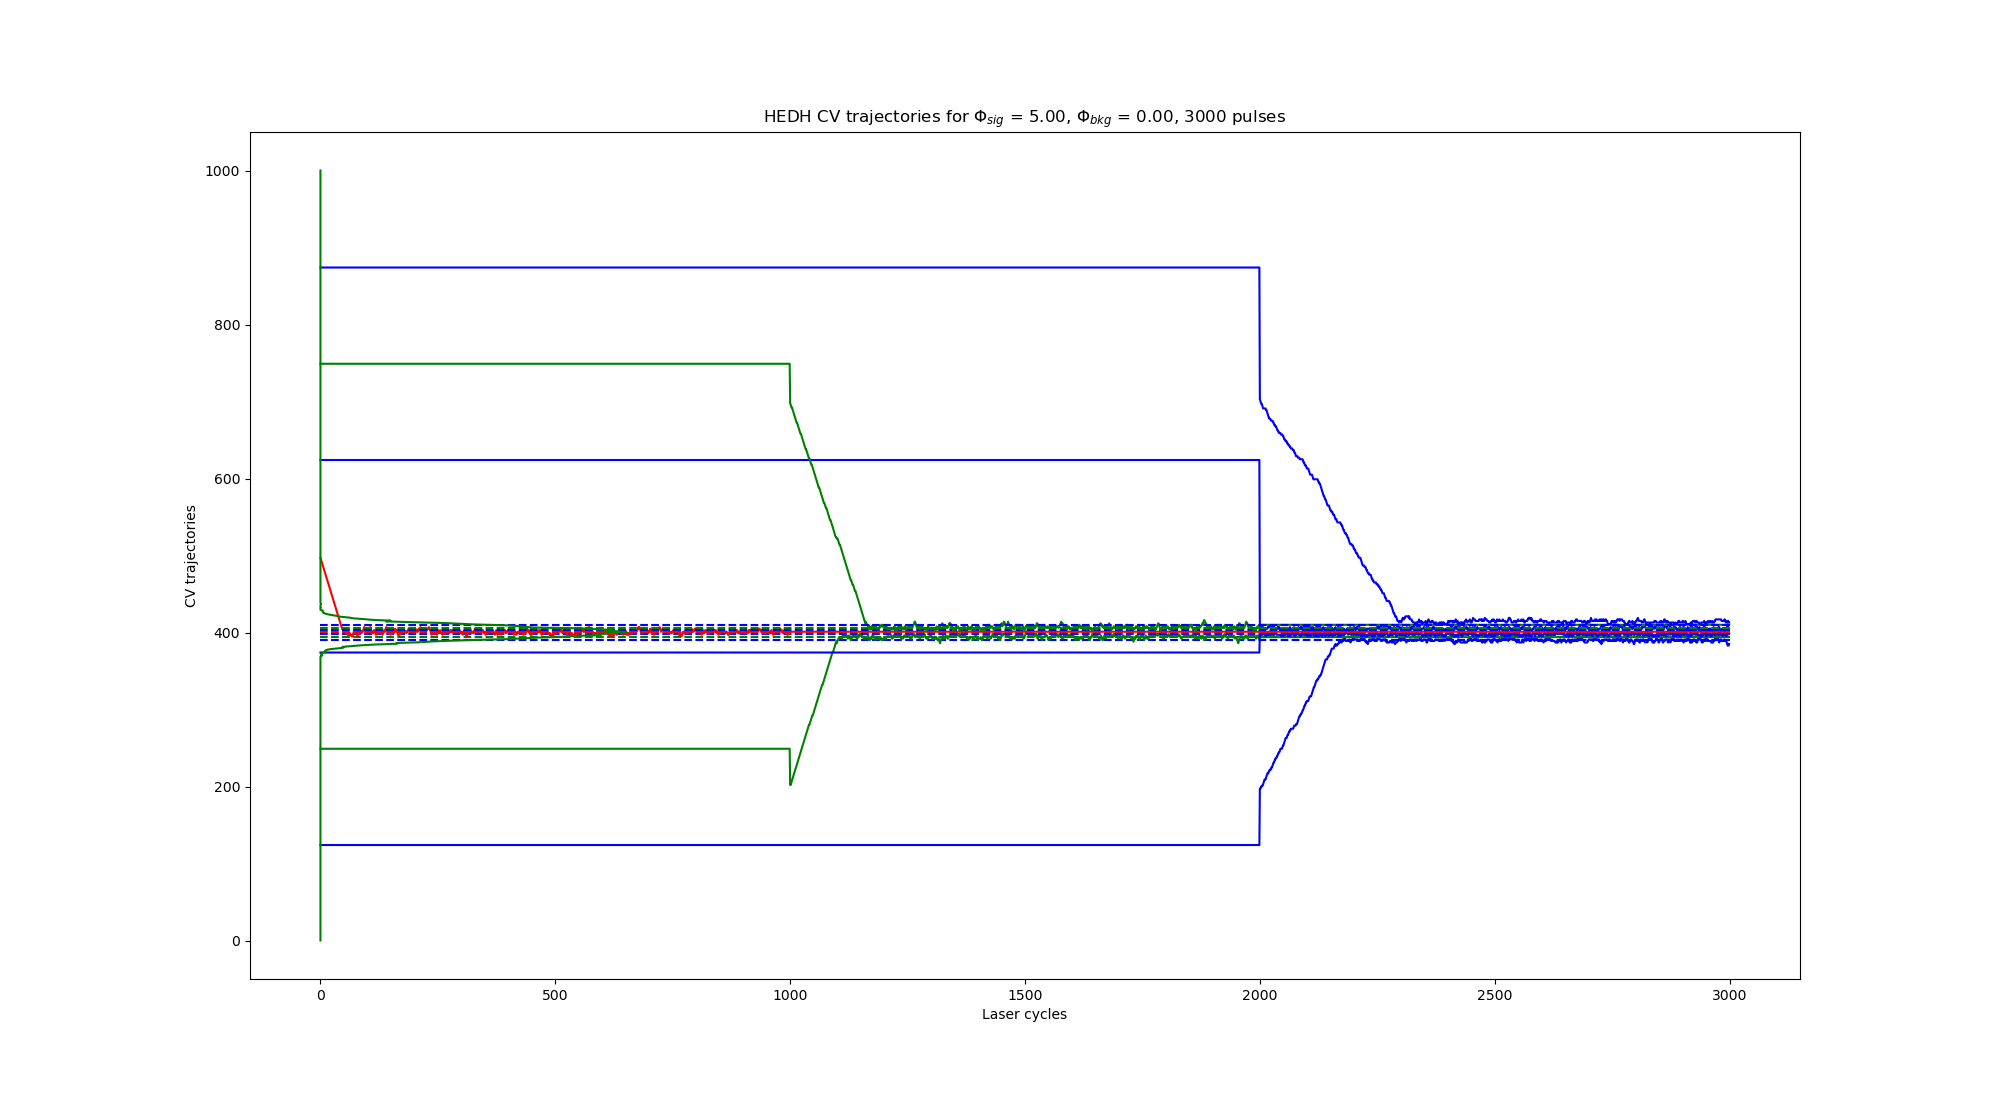 HEDH CV trajectories for Φsig = 5.00, Φbkg = 0.00, 3000 pulses
1000
800
600
400
200
0
CV trajectories
0 500 1000 1500 2000 2500 3000
Laser cycles